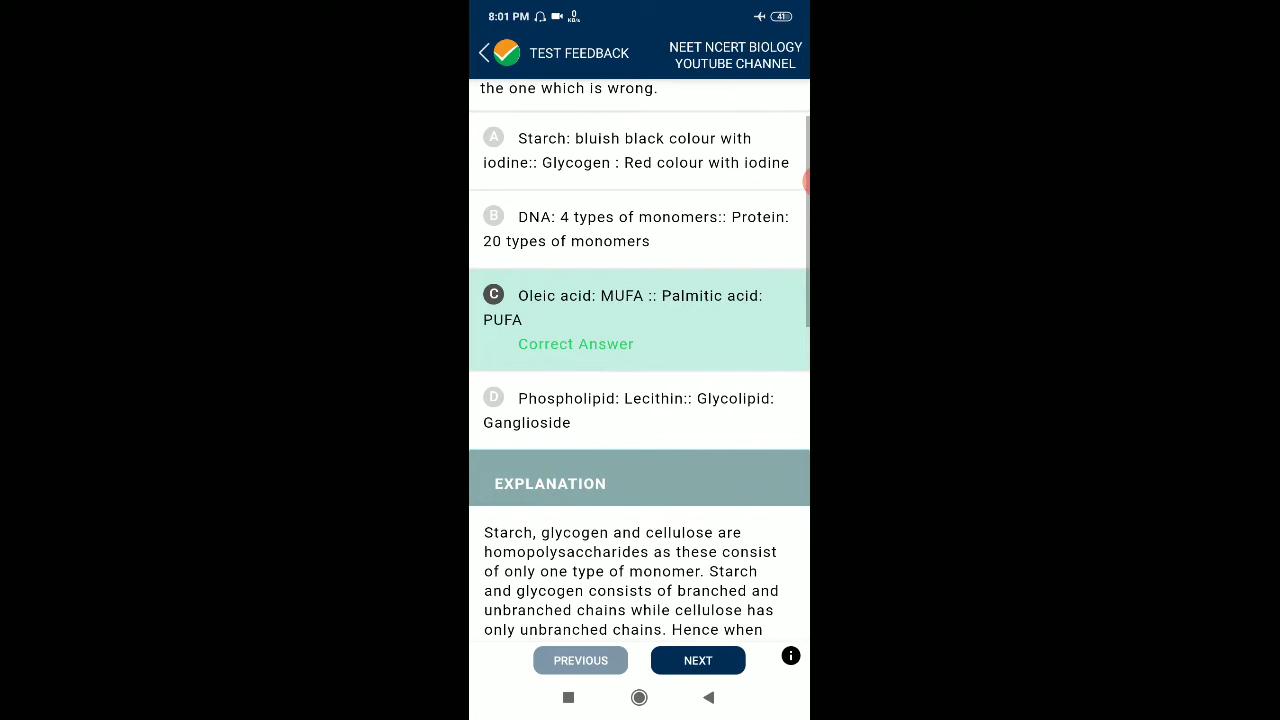 8:01 PM 0 KB/s 41
TEST FEEDBACK
NEET NCERT BIOLOGY
YOUTUBE CHANNEL
the one which is wrong.
A Starch: bluish black colour with
iodine:: Glycogen : Red colour with iodine
B DNA: 4 types of monomers:: Protein:
20 types of monomers
C Oleic acid: MUFA :: Palmitic acid:
PUFA
Correct Answer
D Phospholipid: Lecithin:: Glycolipid:
Ganglioside
EXPLANATION
Starch, glycogen and cellulose are
homopolysaccharides as these consist
of only one type of monomer. Starch
and glycogen consists of branched and
unbranched chains while cellulose has
only unbranched chains. Hence when
PREVIOUS NEXT i